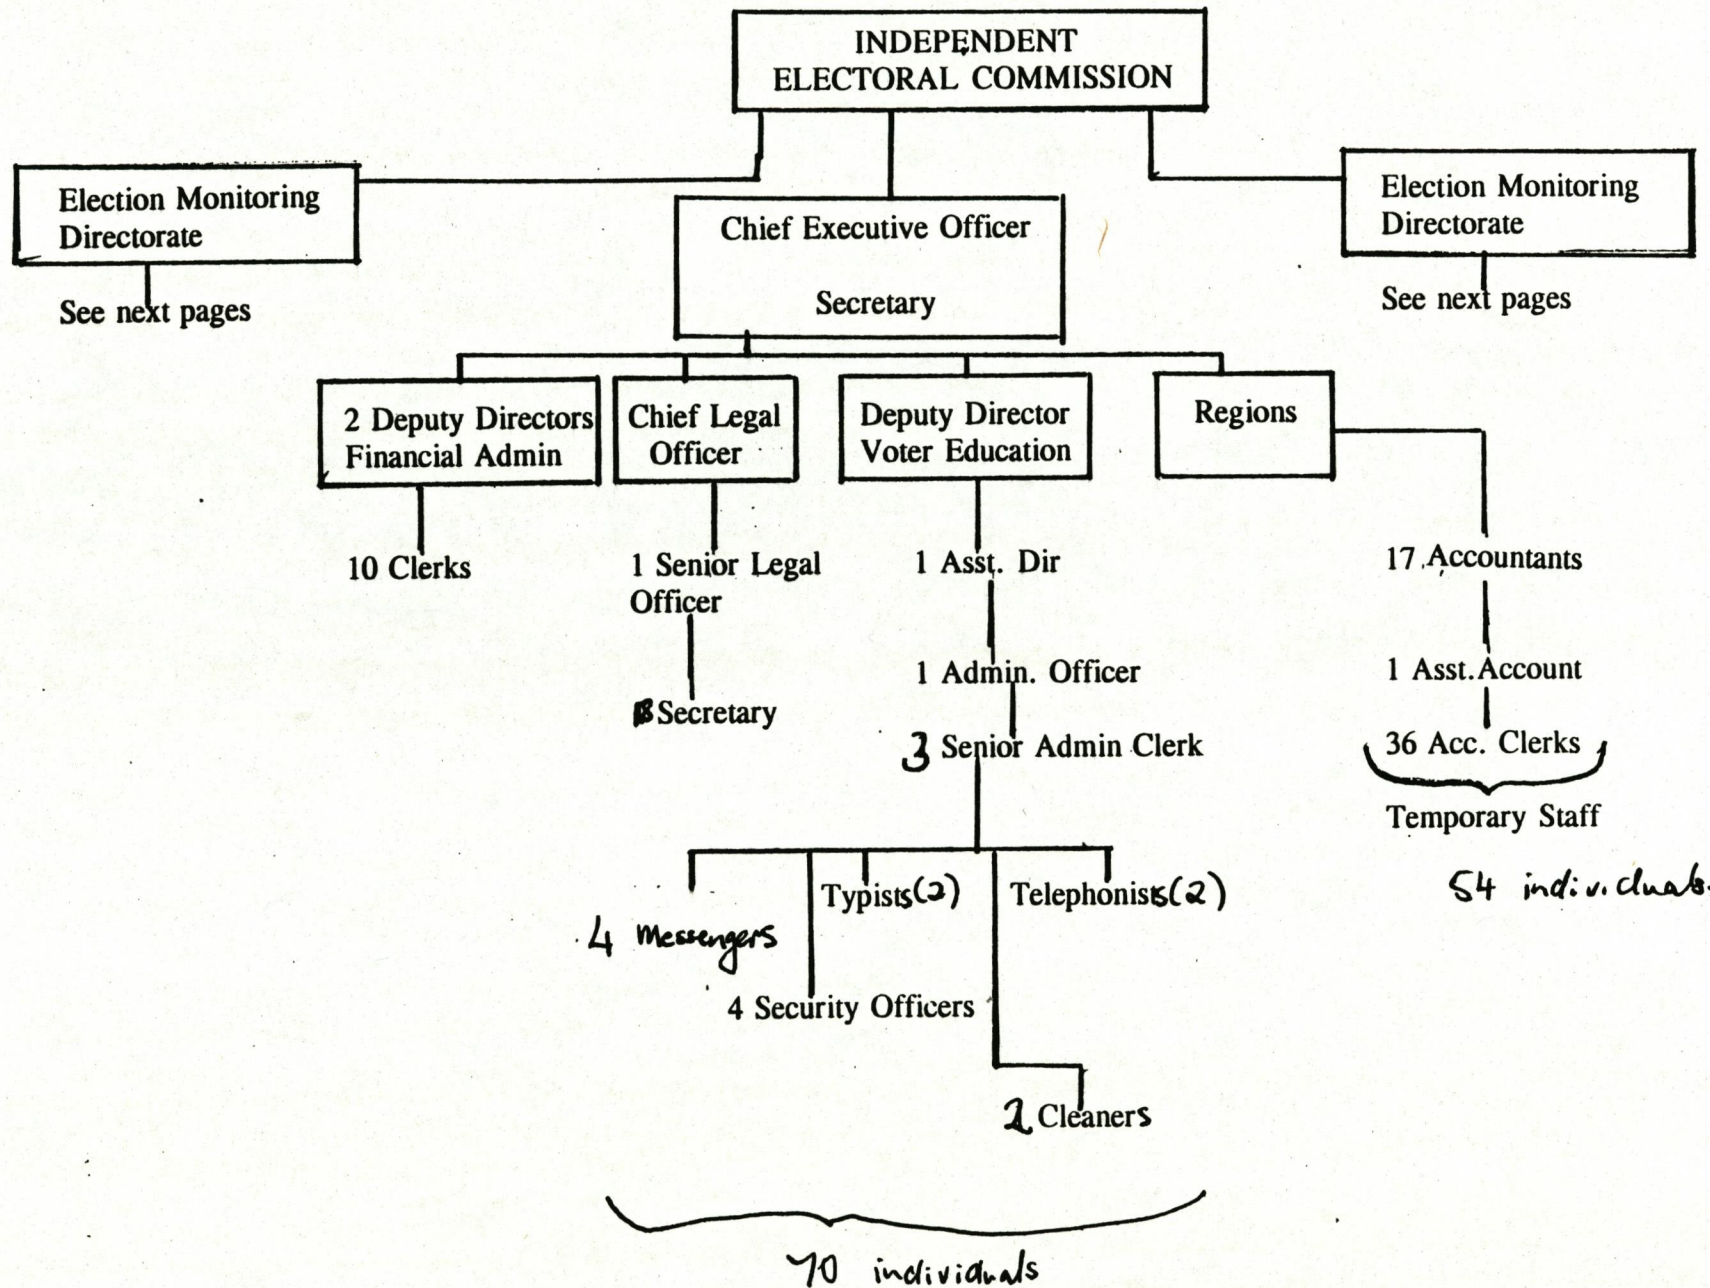 INDEPENDENT
ELECTORAL COMMISSION
Election Monitoring
Directorate
See next pages
Chief Executive Officer
Secretary
Election Monitoring
Directorate
See next pages
2 Deputy Directors
Financial Admin
10 Clerks
Chief Legal
Officer
1 Senior Legal
Officer
Secretary
Deputy Director
Voter Education
1 Asst. Dir
1 Admin. Officer
3 Senior Admin Clerk
4 Messengers
Typists(2)
Telephonists(2)
4 Security Officers
2 Cleaners
70 individuals
Regions
17 Accountants
1 Asst.Account
36 Acc. Clerks
Temporary Staff
54 individuals.